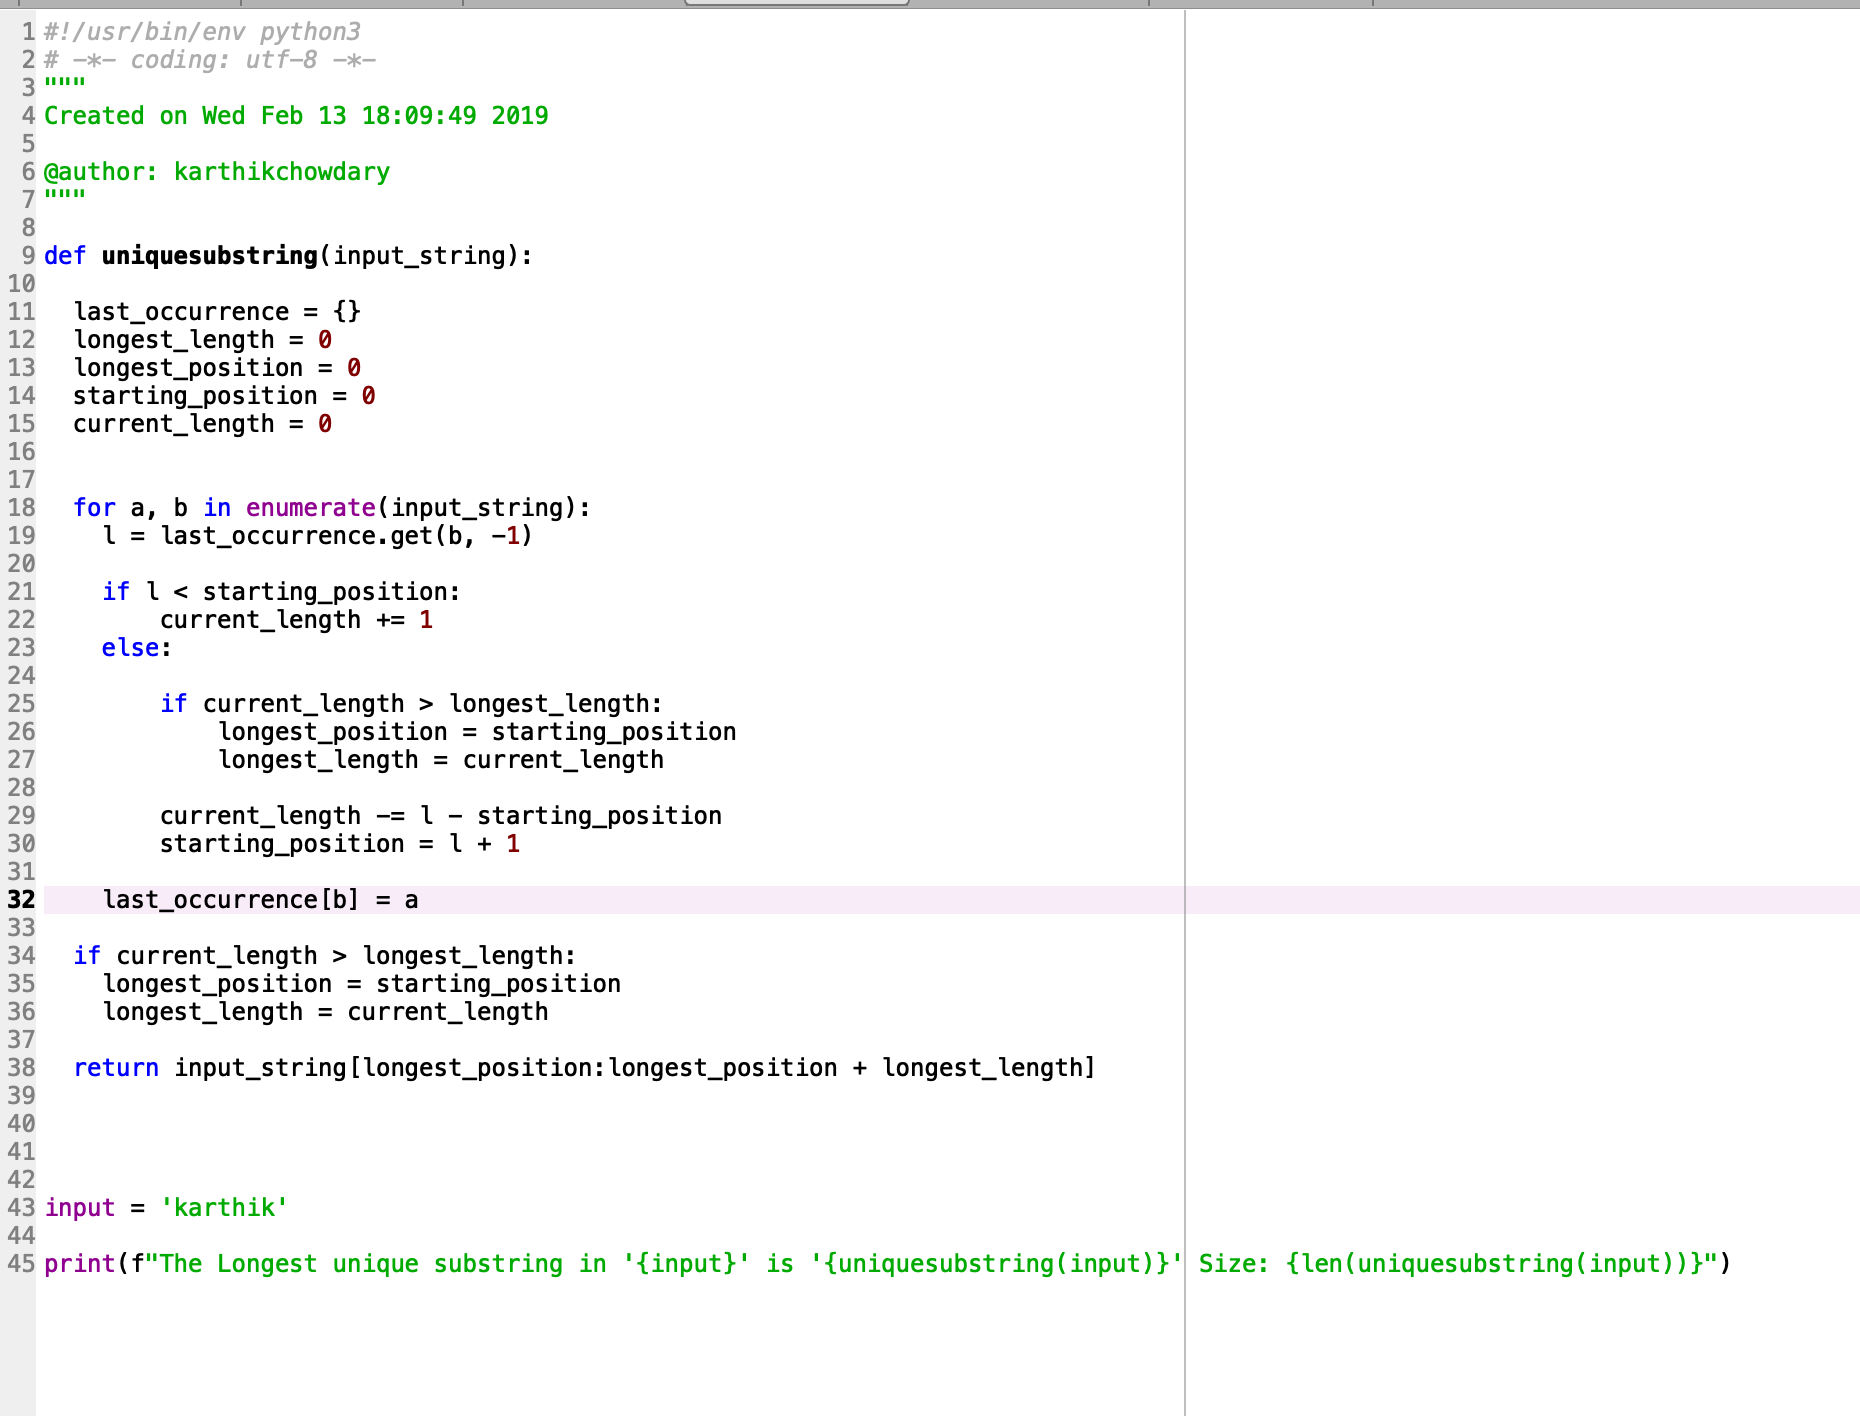 1 #!/usr/bin/env python3
2 # -*- coding: utf-8 -*-
3 """
4 Created on Wed Feb 13 18:09:49 2019
5
6 @author: karthikchowdary
7 """
8
9 def uniquesubstring(input_string):
10
11   last_occurrence = {}
12   longest_length = 0
13   longest_position = 0
14   starting_position = 0
15   current_length = 0
16
17
18   for a, b in enumerate(input_string):
19     l = last_occurrence.get(b, -1)
20
21     if l < starting_position:
22         current_length += 1
23     else:
24
25         if current_length > longest_length:
26             longest_position = starting_position
27             longest_length = current_length
28
29         current_length -= l - starting_position
30         starting_position = l + 1
31
32     last_occurrence[b] = a
33
34   if current_length > longest_length:
35     longest_position = starting_position
36     longest_length = current_length
37
38   return input_string[longest_position:longest_position + longest_length]
39
40
41
42
43 input = 'karthik'
44
45 print(f"The Longest unique substring in '{input}' is '{uniquesubstring(input)}' Size: {len(uniquesubstring(input))}")